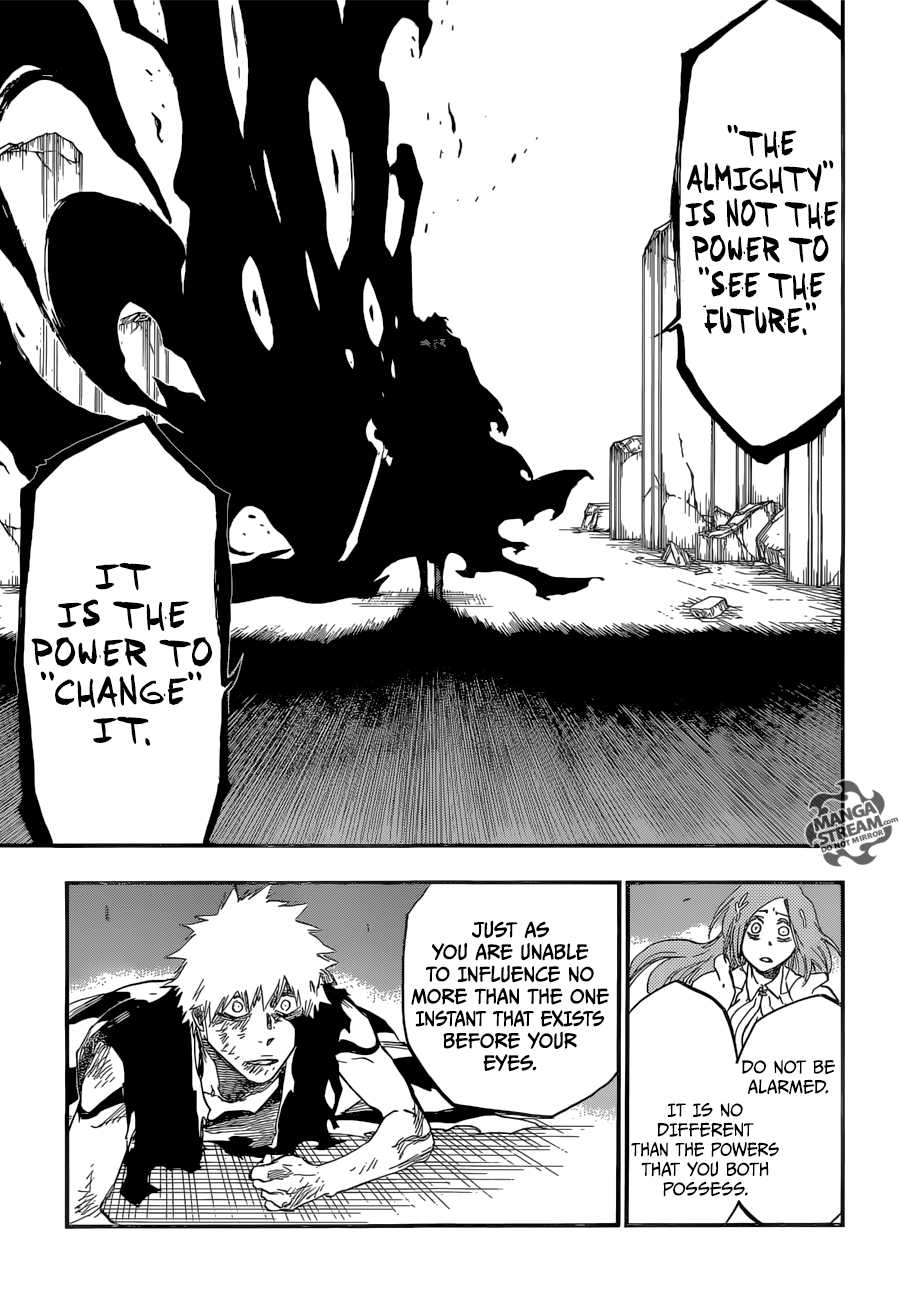 "THE
ALMIGHTY"
IS NOT THE
POWER TO
"SEE THE
FUTURE."
IT
IS THE
POWER TO
"CHANGE"
IT.
MANGA
STREAM.com
DO NOT MIRROR
DO NOT BE
ALARMED.
IT IS NO
DIFFERENT
THAN THE POWERS
THAT YOU BOTH
POSSESS.
JUST AS
YOU ARE UNABLE
TO INFLUENCE NO
MORE THAN THE ONE
INSTANT THAT EXISTS
BEFORE YOUR
EYES.